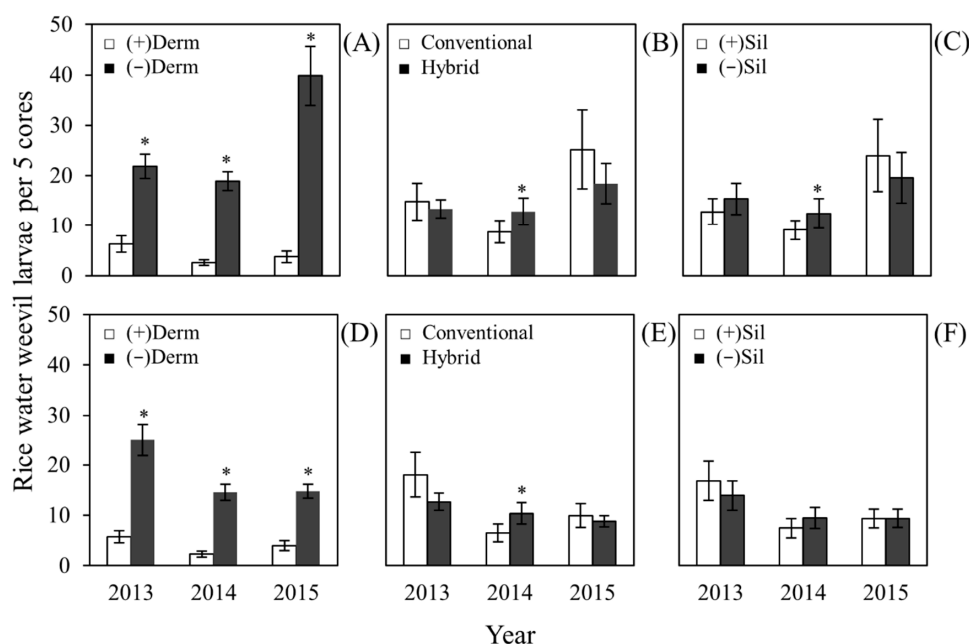 Rice water weevil larvae per 5 cores
50
40
30
20
10
0
(+)Derm
(−)Derm
*
*
*
(A)
Conventional
Hybrid
*
(B)
(+)Sil
(−)Sil
*
(C)
50
40
30
20
10
0
(+)Derm
(−)Derm
*
*
*
(D)
Conventional
Hybrid
*
(E)
(+)Sil
(−)Sil
(F)
2013 2014 2015
2013 2014 2015
2013 2014 2015
Year